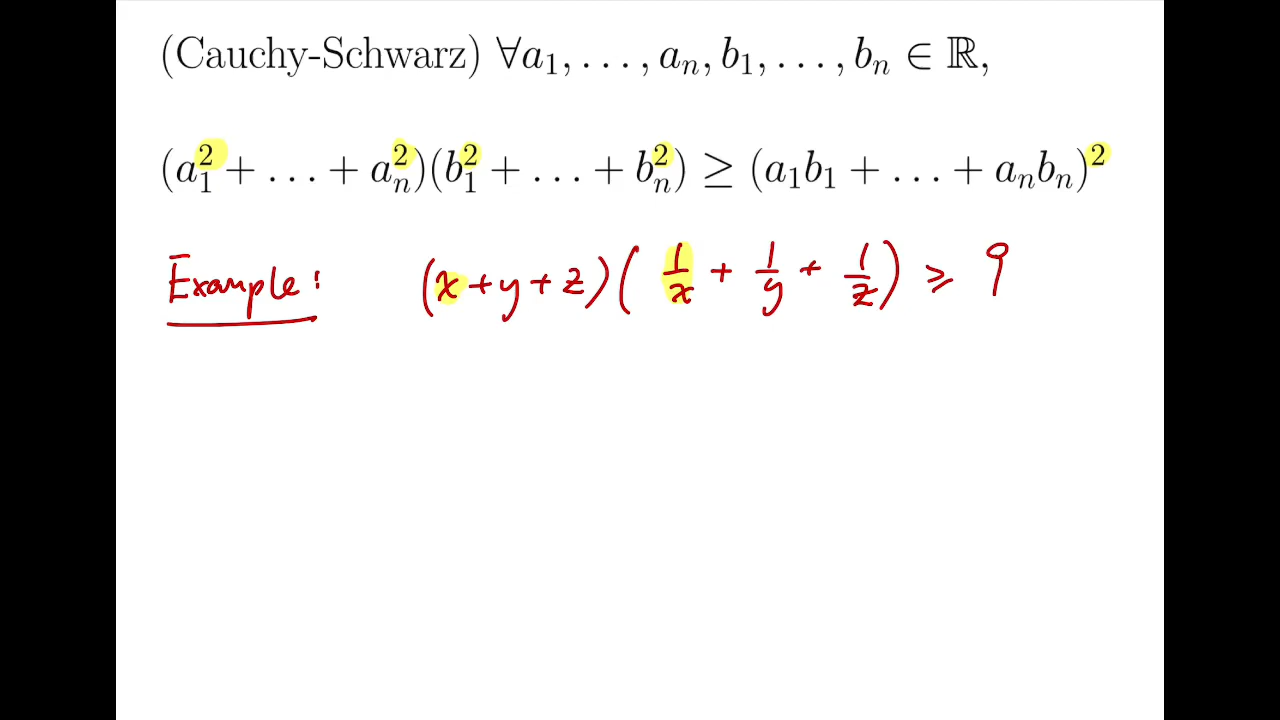 (Cauchy-Schwarz) ∀a₁, . . . , aₙ, b₁, . . . , bₙ ∈ ℝ,
(a₁² + . . . + aₙ²)(b₁² + . . . + bₙ²) ≥ (a₁b₁ + . . . + aₙbₙ)²
Example: (x+y+z)(1/x + 1/y + 1/z) ≥ 9